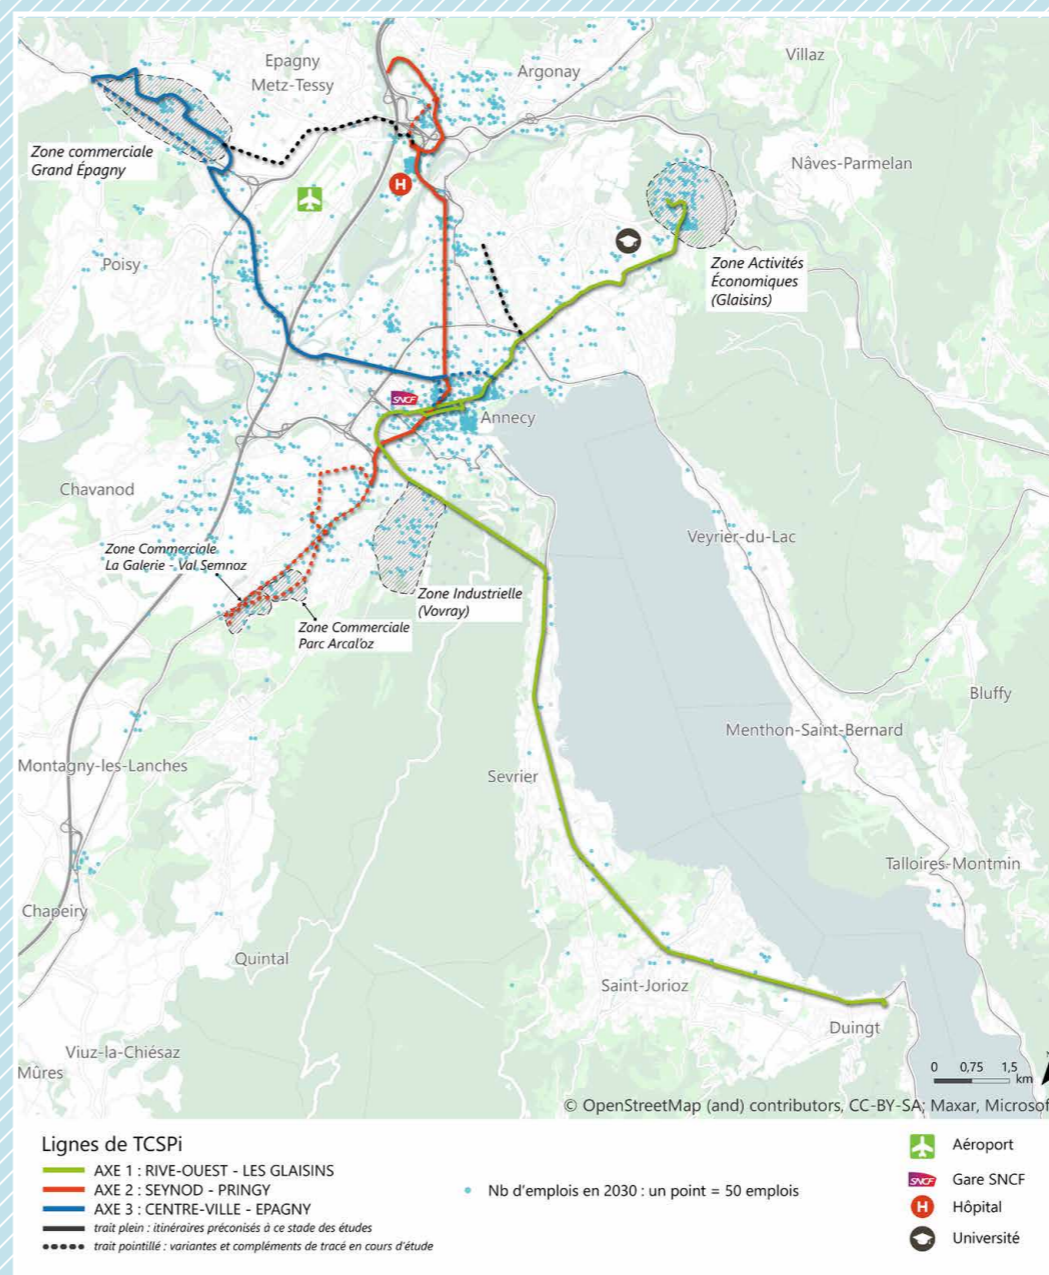 Villaz
Epagny
Metz-Tessy
Argonay
Zone commerciale
Grand Épagny
H
Nâves-Parmelan
Poisy
Zone Activités
Économiques
(Glaisins)
SNCF
Annecy
Chavanod
Veyrier-du-Lac
Zone Commerciale
La Galerie - Val Semnoz
Zone Industrielle
(Vovray)
Zone Commerciale
Parc Arcal'oz
Bluffy
Menthon-Saint-Bernard
Montagny-les-Lanches
Sevrier
Talloires-Montmin
Chapeiry
Quintal
Saint-Jorioz
Duingt
Viuz-la-Chiésaz
Mûres
0 0,75 1,5
km
© OpenStreetMap (and) contributors, CC-BY-SA; Maxar, Microsof
Lignes de TCSPi
AXE 1 : RIVE-OUEST - LES GLAISINS
AXE 2 : SEYNOD - PRINGY
AXE 3 : CENTRE-VILLE - EPAGNY
trait plein : itinéraires préconisés à ce stade des études
trait pointillé : variantes et compléments de tracé en cours d'étude
Nb d'emplois en 2030 : un point = 50 emplois
Aéroport
SNCF Gare SNCF
H Hôpital
Université